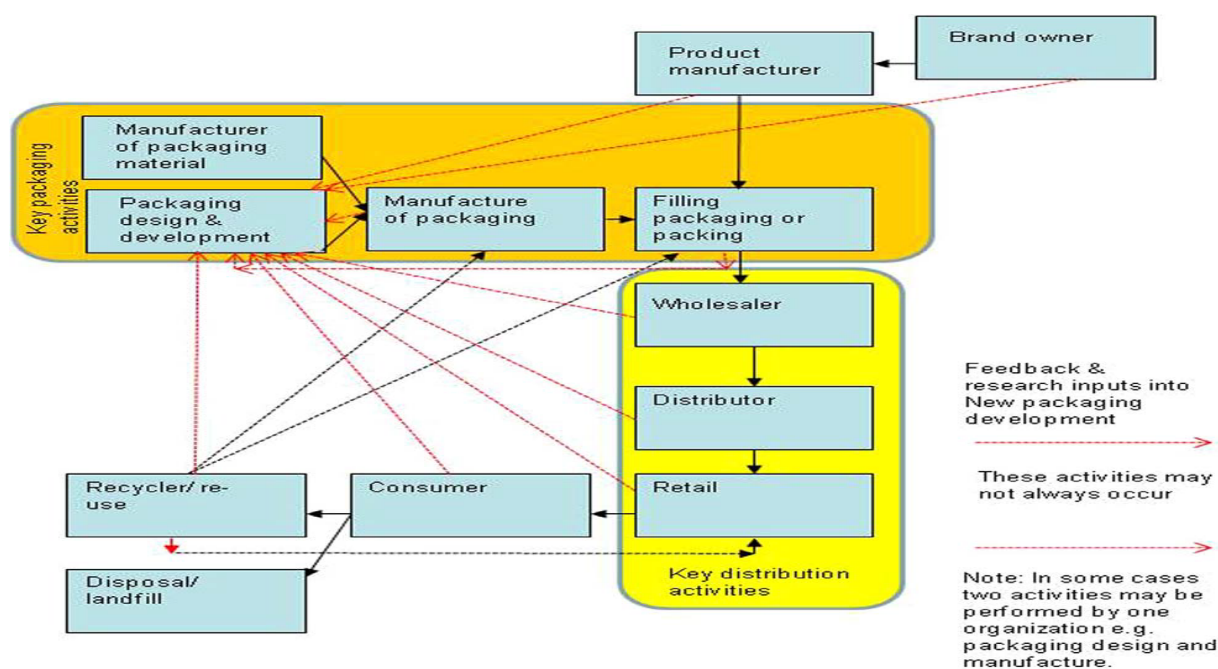 Brand owner
Product
manufacturer
Key packaging
activities
Manufacturer
of packaging
material
Packaging
design &
development
Manufacture
of packaging
Filling
packaging or
packing
Wholesaler
Distributor
Retail
Key distribution
activities
Consumer
Recycler/ re-
use
Disposal/
landfill
Feedback &
research inputs into
New packaging
development
These activities may
not always occur
Note: In some cases
two activities may be
performed by one
organization e.g.
packaging design and
manufacture.